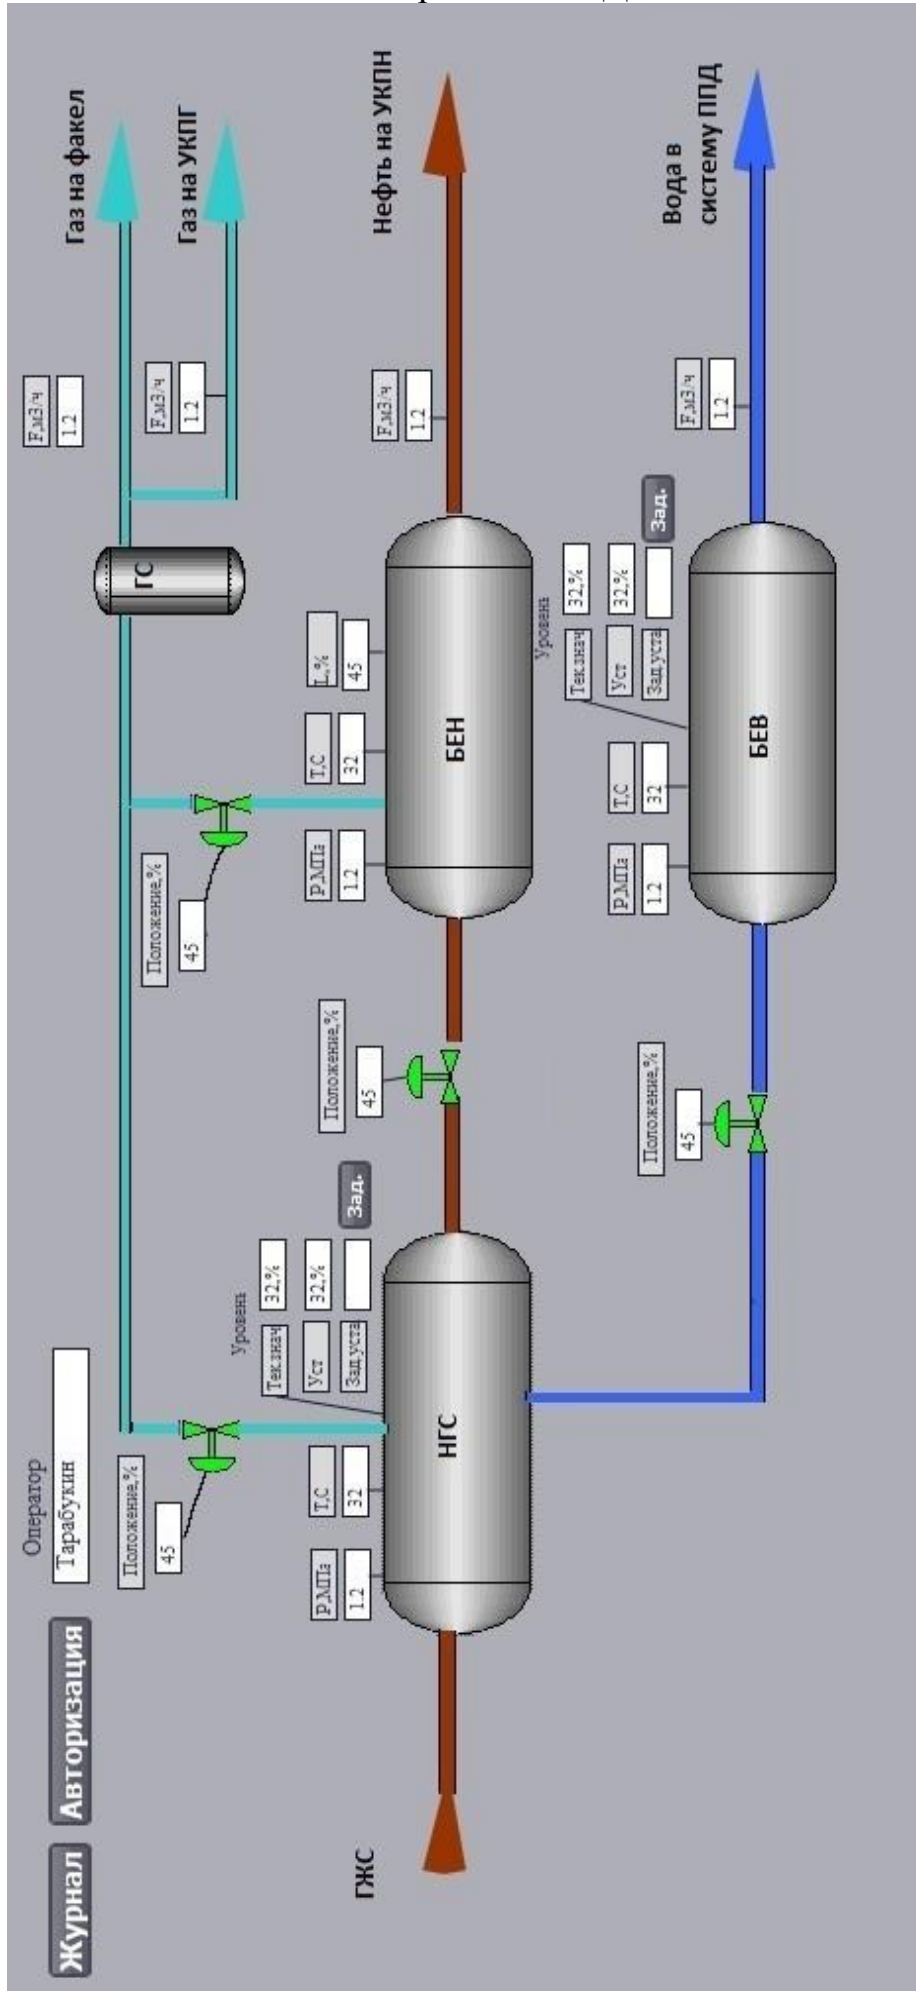 Журнал
Авторизация
Оператор
Тарабукин
F,м3/ч
1.2
Газ на факел
Положение,%
45
Положение,%
45
ГС
F,м3/ч
1.2
Газ на УКПГ
Уровень
Тек.знач
32,%
Уст
32,%
Зад.уста
Зад.
P,МПа
1.2
T,C
32
НГС
ГЖС
Положение,%
45
P,МПа
1.2
T,C
32
L,%
45
БЕН
F,м3/ч
1.2
Нефть на УКПН
Уровень
Тек.знач
32,%
Уст
32,%
Зад.уста
Зад.
Положение,%
45
P,МПа
1.2
T,C
32
БЕВ
F,м3/ч
1.2
Вода в
систему ППД